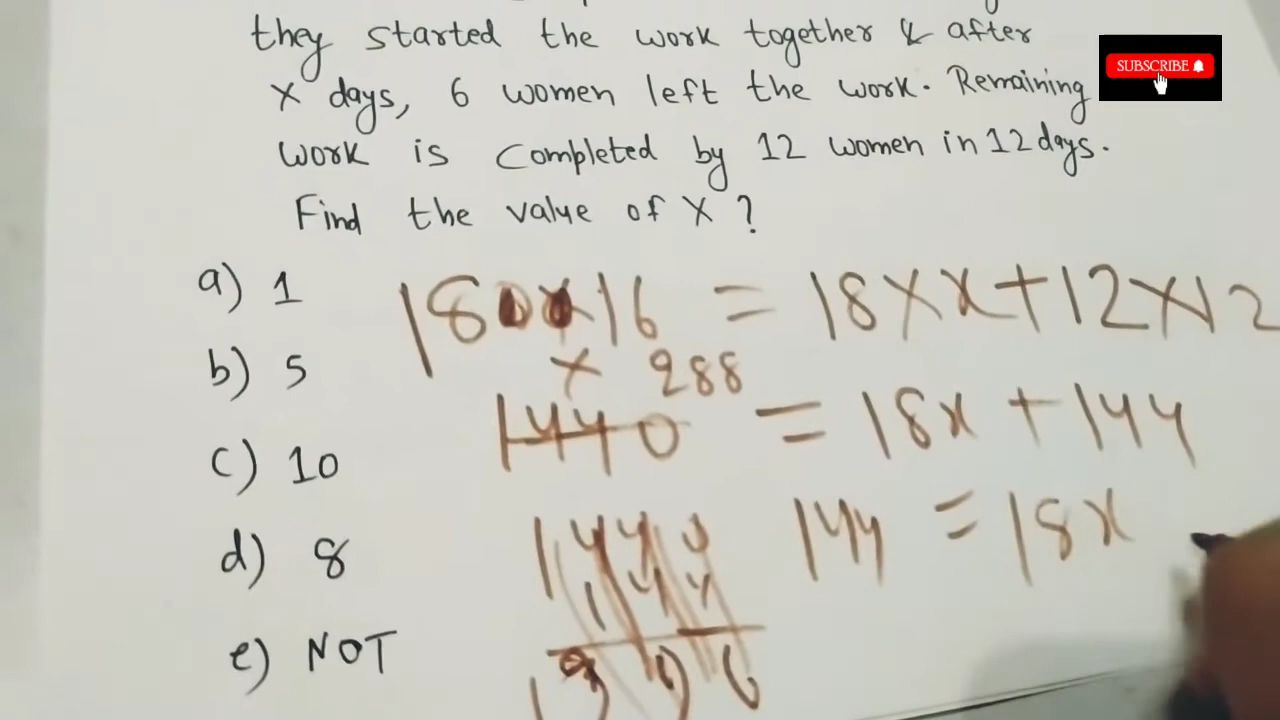 they started the work together & after
SUBSCRIBE
X days, 6 women left the work. Remaining
work is completed by 12 women in 12 days.
Find the value of X ?
a) 1
18 × 16 = 18 × x + 12 × 12
b) 5
288
1440 = 18x + 144
c) 10
144 = 18x
d) 8
1440
144
e) NOT